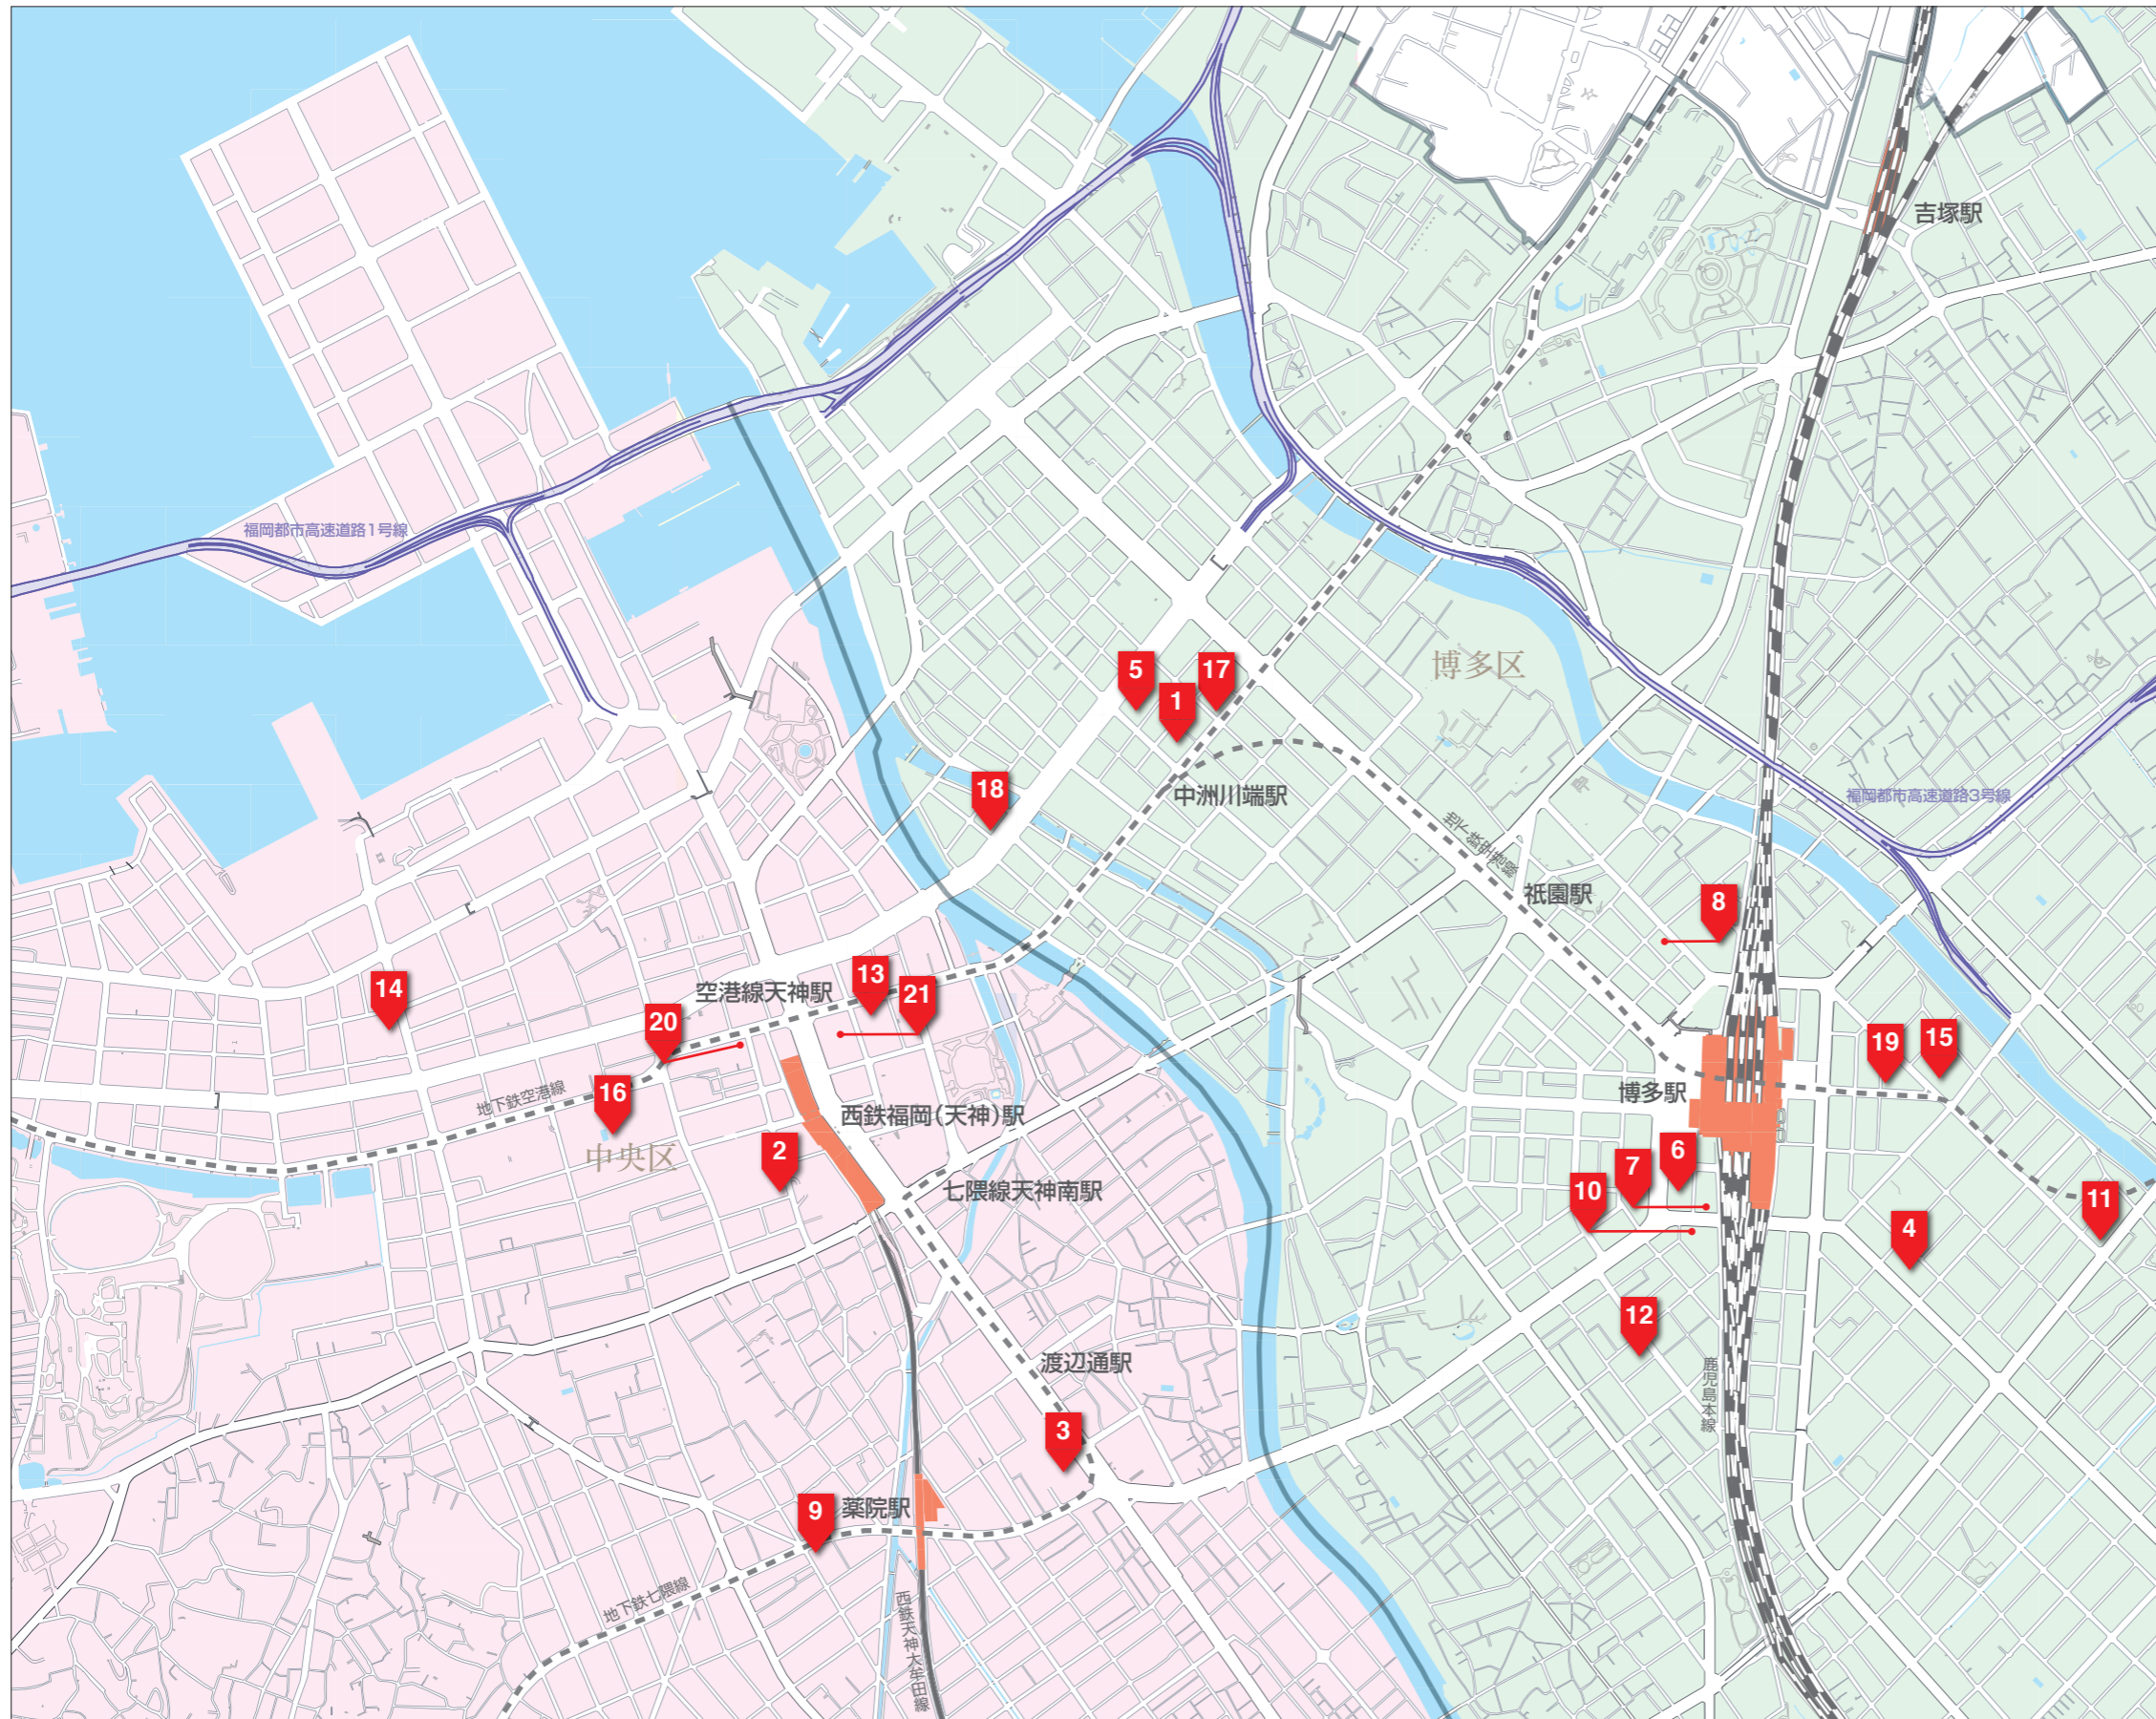 吉塚駅
福岡都市高速道路1号線
5
1
17
博多区
18
中洲川端駅
福岡都市高速道路3号線
地下鉄空港線
祇園駅
8
14
13
21
空港線天神駅
20
19
15
16
地下鉄空港線
博多駅
西鉄福岡(天神)駅
中央区
2
七隈線天神南駅
6
7
10
11
4
12
渡辺通駅
鹿児島本線
3
9
薬院駅
地下鉄七隈線
西鉄天神大牟田線